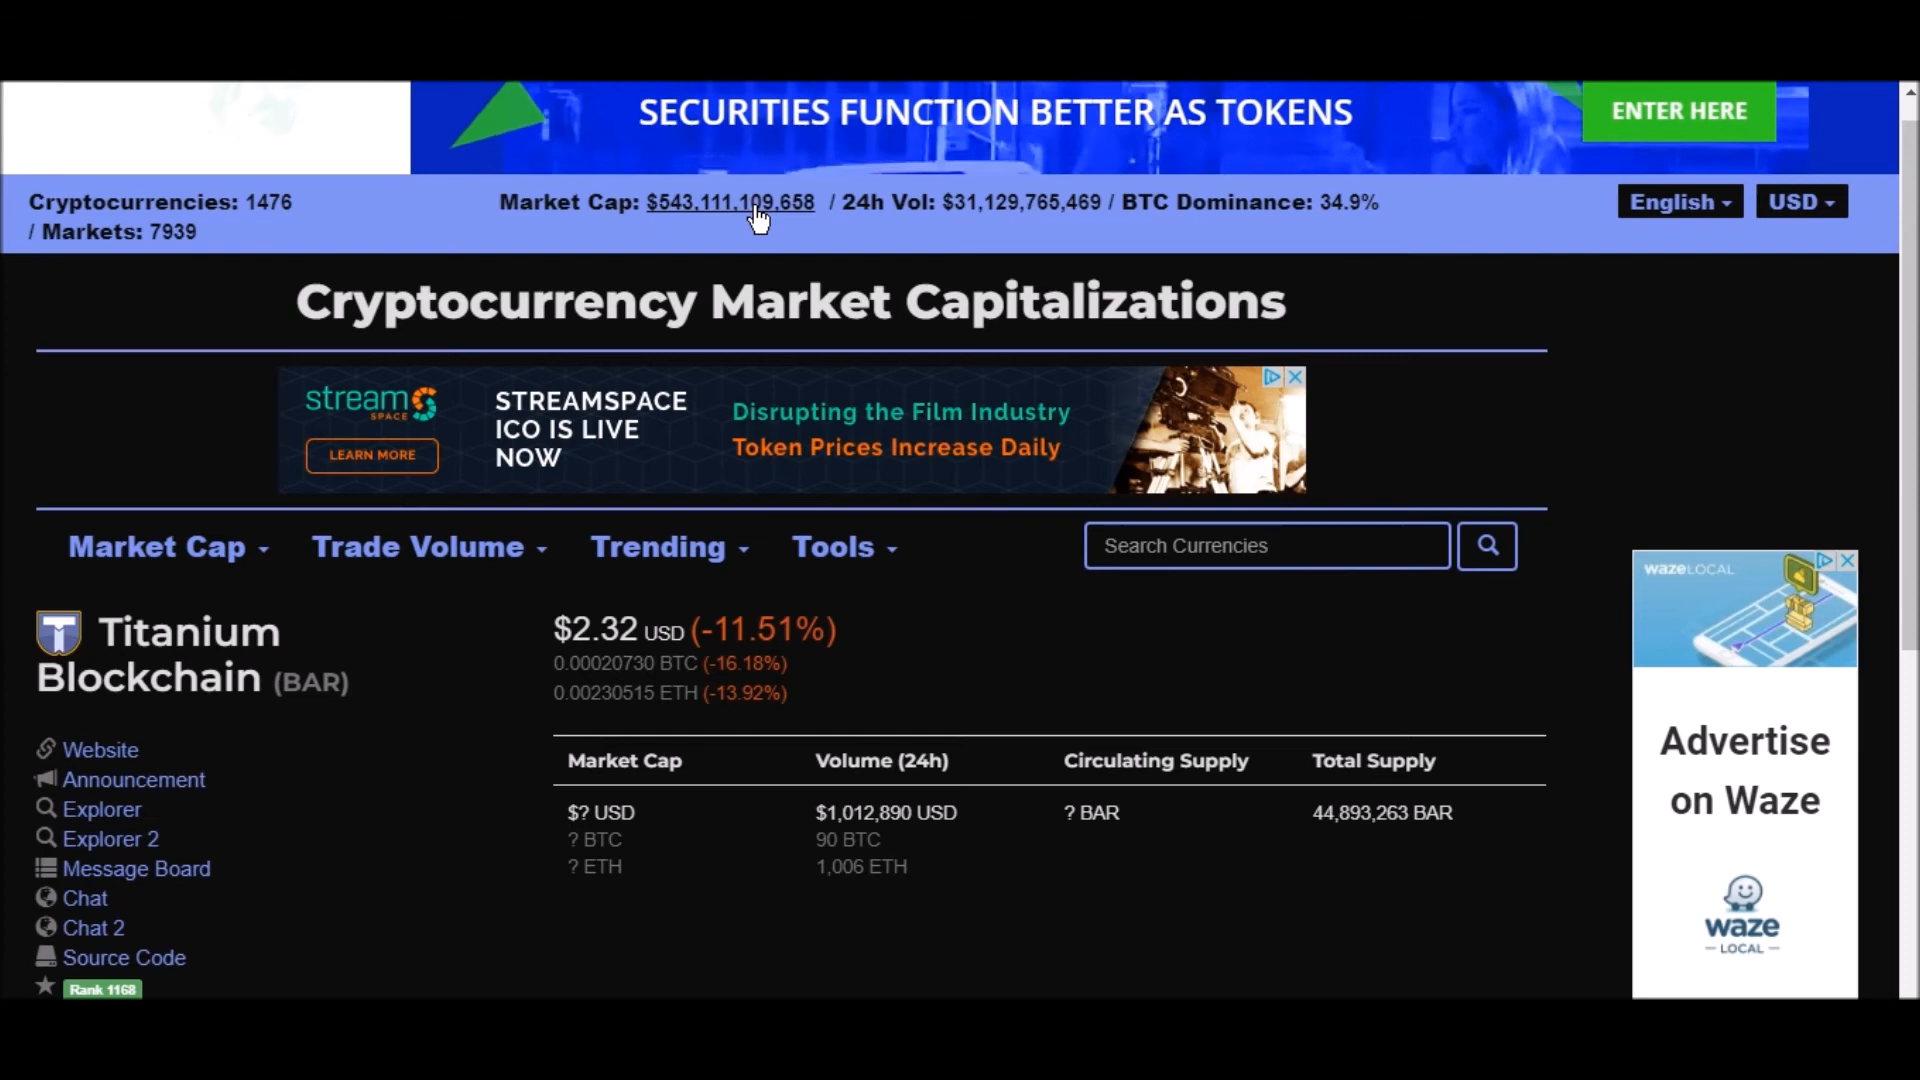 SECURITIES FUNCTION BETTER AS TOKENS
ENTER HERE
Cryptocurrencies: 1476
/ Markets: 7939
Market Cap: $543,111,109,658 / 24h Vol: $31,129,765,469 / BTC Dominance: 34.9%
English
USD
Cryptocurrency Market Capitalizations
stream
SPACE
LEARN MORE
STREAMSPACE
ICO IS LIVE
NOW
Disrupting the Film Industry
Token Prices Increase Daily
Market Cap
Trade Volume
Trending
Tools
Search Currencies
Titanium
Blockchain (BAR)
$2.32 USD (-11.51%)
0.00020730 BTC (-16.18%)
0.00230515 ETH (-13.92%)
Website
Announcement
Explorer
Explorer 2
Message Board
Chat
Chat 2
Source Code
Rank 1168
Market Cap Volume (24h) Circulating Supply Total Supply
$? USD $1,012,890 USD ? BAR 44,893,263 BAR
? BTC 90 BTC
? ETH 1,006 ETH
waze LOCAL
Advertise
on Waze
waze
LOCAL